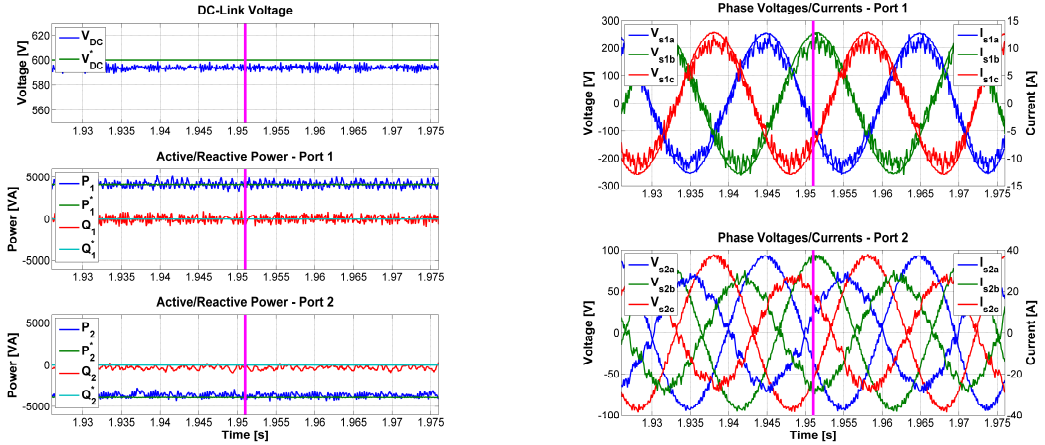 DC-Link Voltage
Voltage [V]
620
600
580
560
V_DC
V*_DC
1.93 1.935 1.94 1.945 1.95 1.955 1.96 1.965 1.97 1.975
Active/Reactive Power - Port 1
Power [VA]
5000
0
-5000
P_1
P*_1
Q_1
Q*_1
1.93 1.935 1.94 1.945 1.95 1.955 1.96 1.965 1.97 1.975
Active/Reactive Power - Port 2
Power [VA]
5000
0
-5000
P_2
P*_2
Q_2
Q*_2
1.93 1.935 1.94 1.945 1.95 1.955 1.96 1.965 1.97 1.975
Time [s]
Phase Voltages/Currents - Port 1
Voltage [V]
300
200
100
0
-100
-200
-300
V_s1a
V_s1b
V_s1c
I_s1a
I_s1b
I_s1c
15
10
5
0
-5
-10
-15
Current [A]
1.93 1.935 1.94 1.945 1.95 1.955 1.96 1.965 1.97 1.975
Phase Voltages/Currents - Port 2
Voltage [V]
100
50
0
-50
-100
V_s2a
V_s2b
V_s2c
I_s2a
I_s2b
I_s2c
40
20
0
-20
-40
Current [A]
1.93 1.935 1.94 1.945 1.95 1.955 1.96 1.965 1.97 1.975
Time [s]